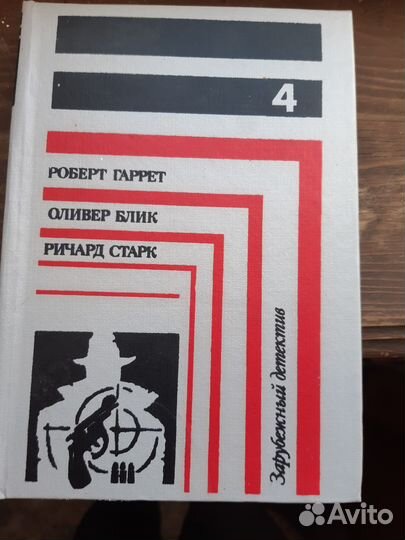 4
РОБЕРТ ГАРРЕТ
ОЛИВЕР БЛИК
РИЧАРД СТАРК
Зарубежный детектив
Avito